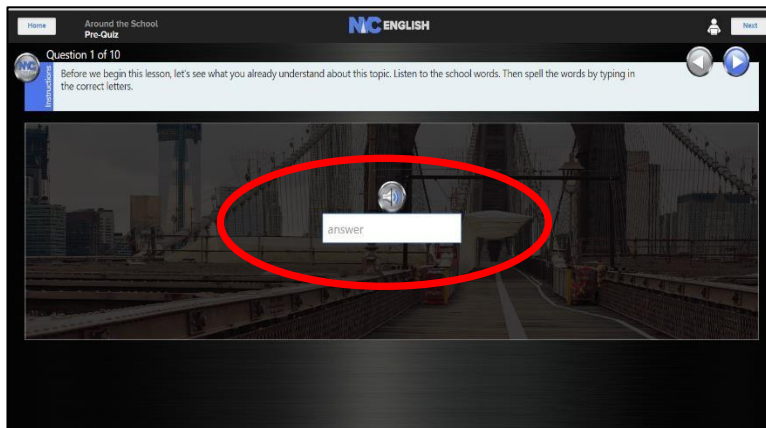 Home
Around the School
Pre-Quiz
NYC ENGLISH
Next
Question 1 of 10
NYC
Instructions
Before we begin this lesson, let's see what you already understand about this topic. Listen to the school words. Then spell the words by typing in
the correct letters.
answer